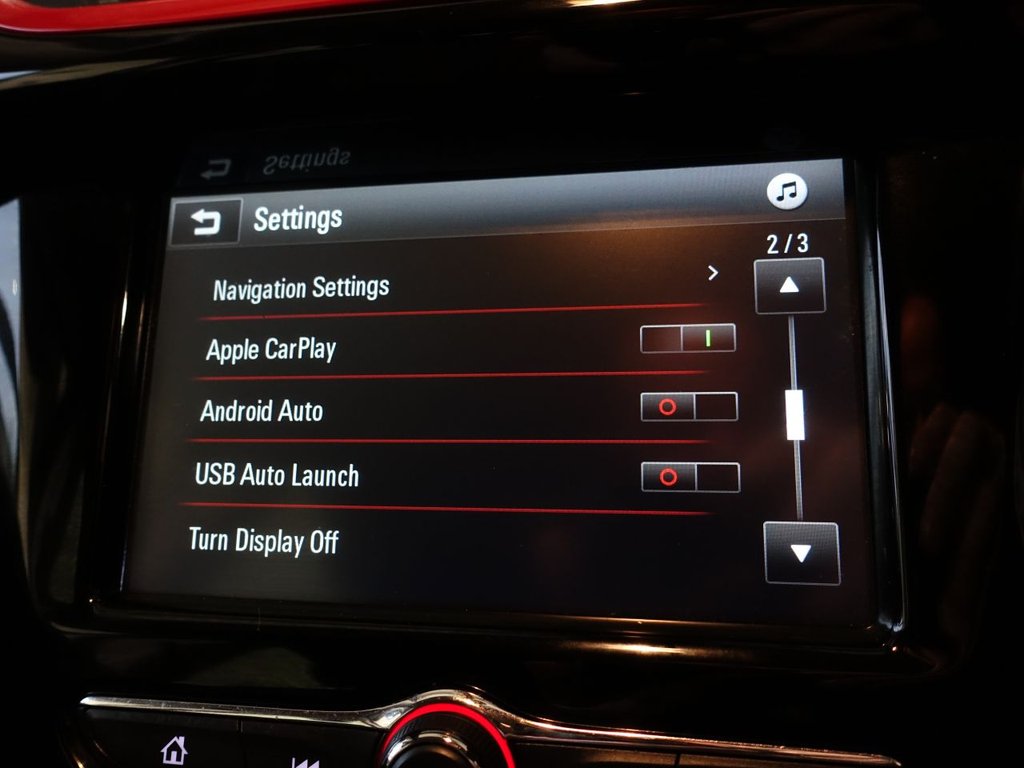 Settings
2/3
Navigation Settings
Apple CarPlay
Android Auto
USB Auto Launch
Turn Display Off